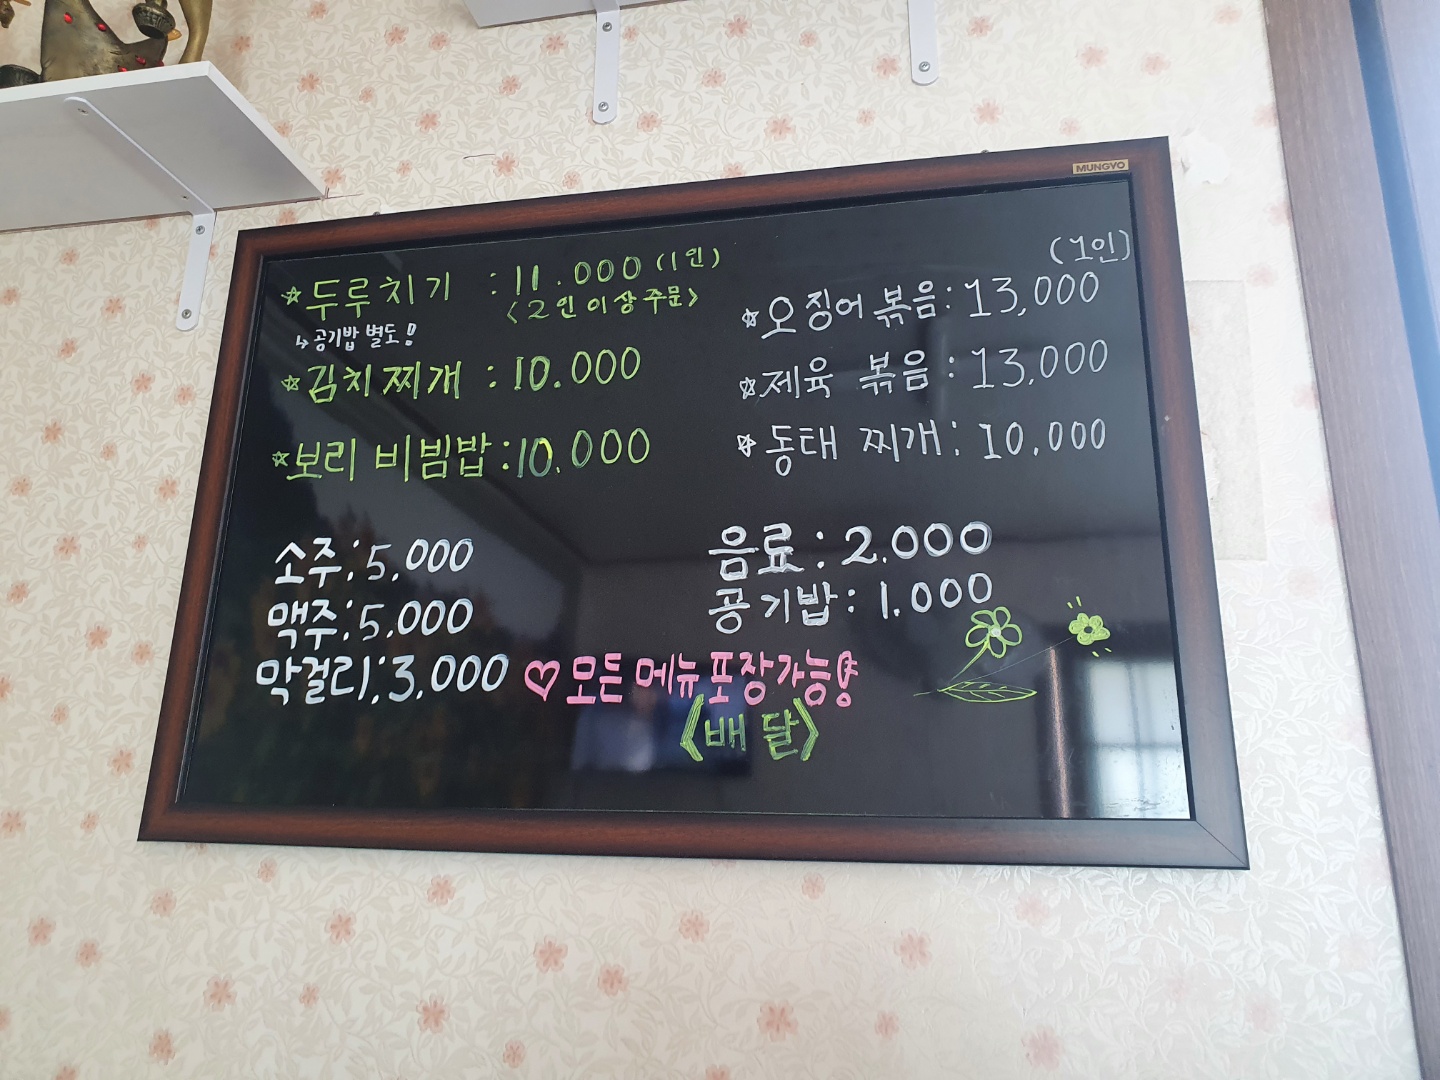 MUNGYO
☆두루치기 : 11.000 (1인)
<2인 이상 주문>
↳공기밥 별도!
☆김치찌개 : 10.000
☆보리 비빔밥:10.000
(1인)
☆오징어볶음: 13,000
☆제육 볶음: 13,000
☆동태 찌개: 10,000
소주: 5.000
맥주: 5.000
막걸리: 3,000
음료: 2.000
공기밥: 1.000
♡모든 메뉴 포장가능양
《배달》